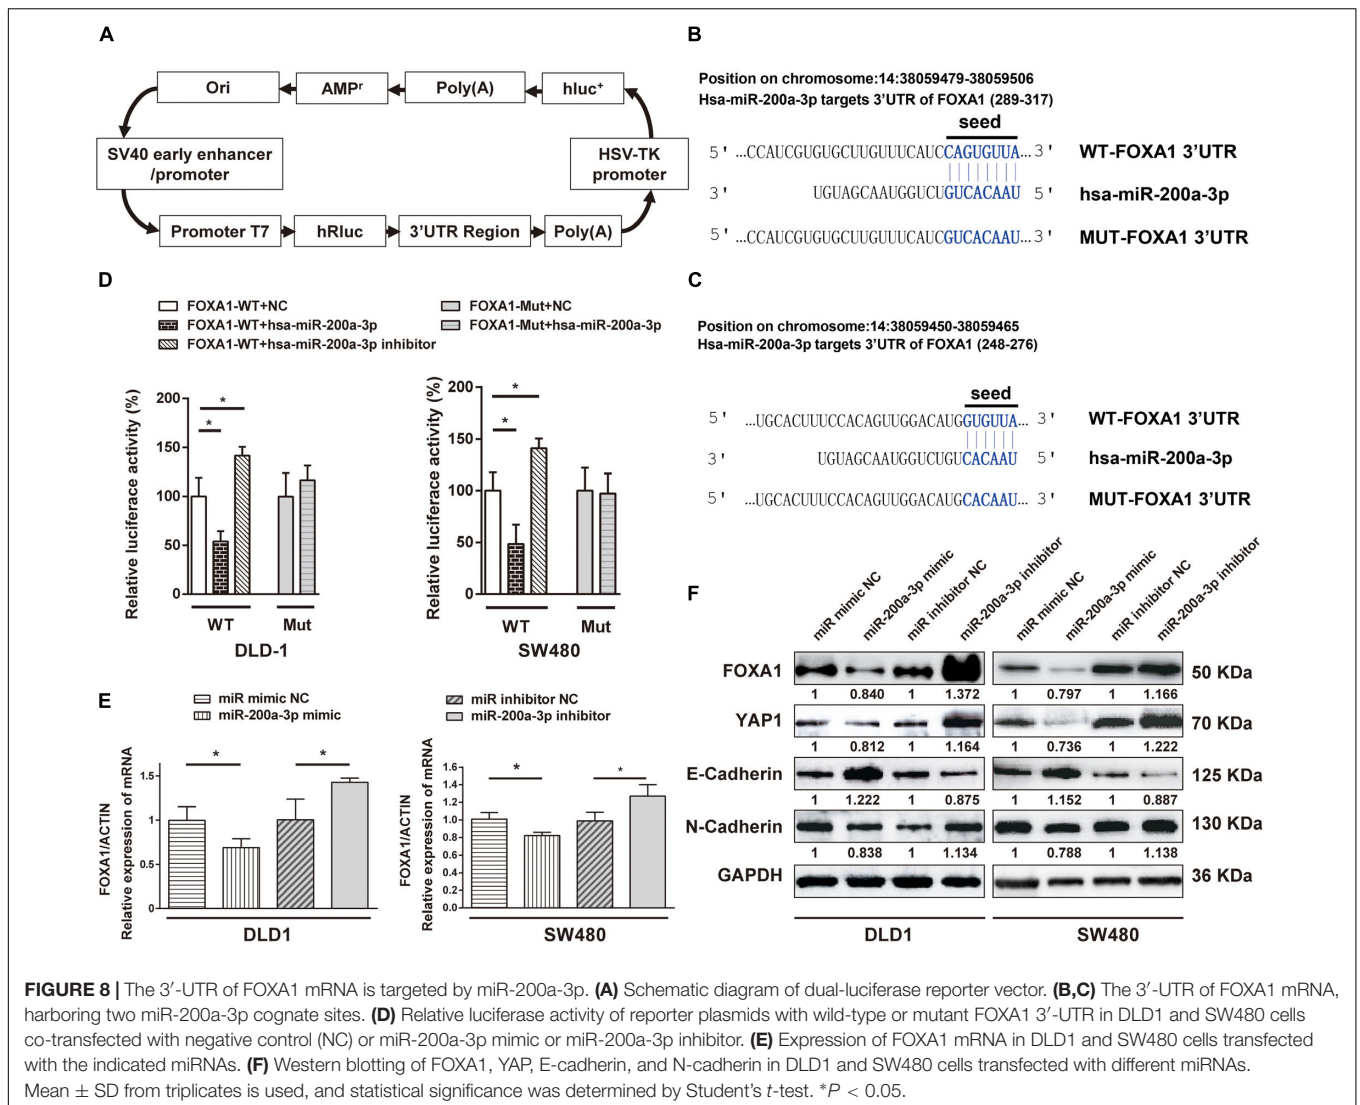 A
Ori
AMPr
Poly(A)
hluc+
SV40 early enhancer
/promoter
HSV-TK
promoter
Promoter T7
hRluc
3'UTR Region
Poly(A)
B
Position on chromosome:14:38059479-38059506
Hsa-miR-200a-3p targets 3'UTR of FOXA1 (289-317)
seed
5' ...CCAUCGUGUGCUUGUUUCAUCCAGUGUUA... 3' WT-FOXA1 3'UTR
3' UGUAGCAAUGGUCUGUCACAAU 5' hsa-miR-200a-3p
5' ...CCAUCGUGUGCUUGUUUCAUCGUCACAAU... 3' MUT-FOXA1 3'UTR
C
Position on chromosome:14:38059450-38059465
Hsa-miR-200a-3p targets 3'UTR of FOXA1 (248-276)
seed
5' ...UGCACUUUCCACAGUUGGACAUGGUGUUA... 3' WT-FOXA1 3'UTR
3' UGUAGCAAUGGUCUGUCACAAU 5' hsa-miR-200a-3p
5' ...UGCACUUUCCACAGUUGGACAUGCACAAU... 3' MUT-FOXA1 3'UTR
D
FOXA1-WT+NC
FOXA1-WT+hsa-miR-200a-3p
FOXA1-WT+hsa-miR-200a-3p inhibitor
FOXA1-Mut+NC
FOXA1-Mut+hsa-miR-200a-3p
Relative luciferace activity (%)
200
150
100
50
0
*
*
WT Mut
DLD-1
Relative luciferace activity (%)
200
150
100
50
0
*
*
WT Mut
SW480
E
miR mimic NC
miR-200a-3p mimic
miR inhibitor NC
miR-200a-3p inhibitor
FOXA1/ACTIN
Relative expression of mRNA
1.5
1
0.5
0
*
*
DLD1
FOXA1/ACTIN
Relative expression of mRNA
1.6
1.4
1.2
1.0
0.8
0.6
0.4
0.2
0.0
*
*
SW480
F
miR mimic NC
miR-200a-3p mimic
miR inhibitor NC
miR-200a-3p inhibitor
miR mimic NC
miR-200a-3p mimic
miR inhibitor NC
miR-200a-3p inhibitor
FOXA1 50 KDa
1 0.840 1 1.372 1 0.797 1 1.166
YAP1 70 KDa
1 0.812 1 1.164 1 0.736 1 1.222
E-Cadherin 125 KDa
1 1.222 1 0.875 1 1.152 1 0.887
N-Cadherin 130 KDa
1 0.838 1 1.134 1 0.788 1 1.138
GAPDH 36 KDa
DLD1 SW480
FIGURE 8 | The 3′-UTR of FOXA1 mRNA is targeted by miR-200a-3p. (A) Schematic diagram of dual-luciferase reporter vector. (B,C) The 3′-UTR of FOXA1 mRNA,
harboring two miR-200a-3p cognate sites. (D) Relative luciferase activity of reporter plasmids with wild-type or mutant FOXA1 3′-UTR in DLD1 and SW480 cells
co-transfected with negative control (NC) or miR-200a-3p mimic or miR-200a-3p inhibitor. (E) Expression of FOXA1 mRNA in DLD1 and SW480 cells transfected
with the indicated miRNAs. (F) Western blotting of FOXA1, YAP, E-cadherin, and N-cadherin in DLD1 and SW480 cells transfected with different miRNAs.
Mean ± SD from triplicates is used, and statistical significance was determined by Student's t-test. *P < 0.05.